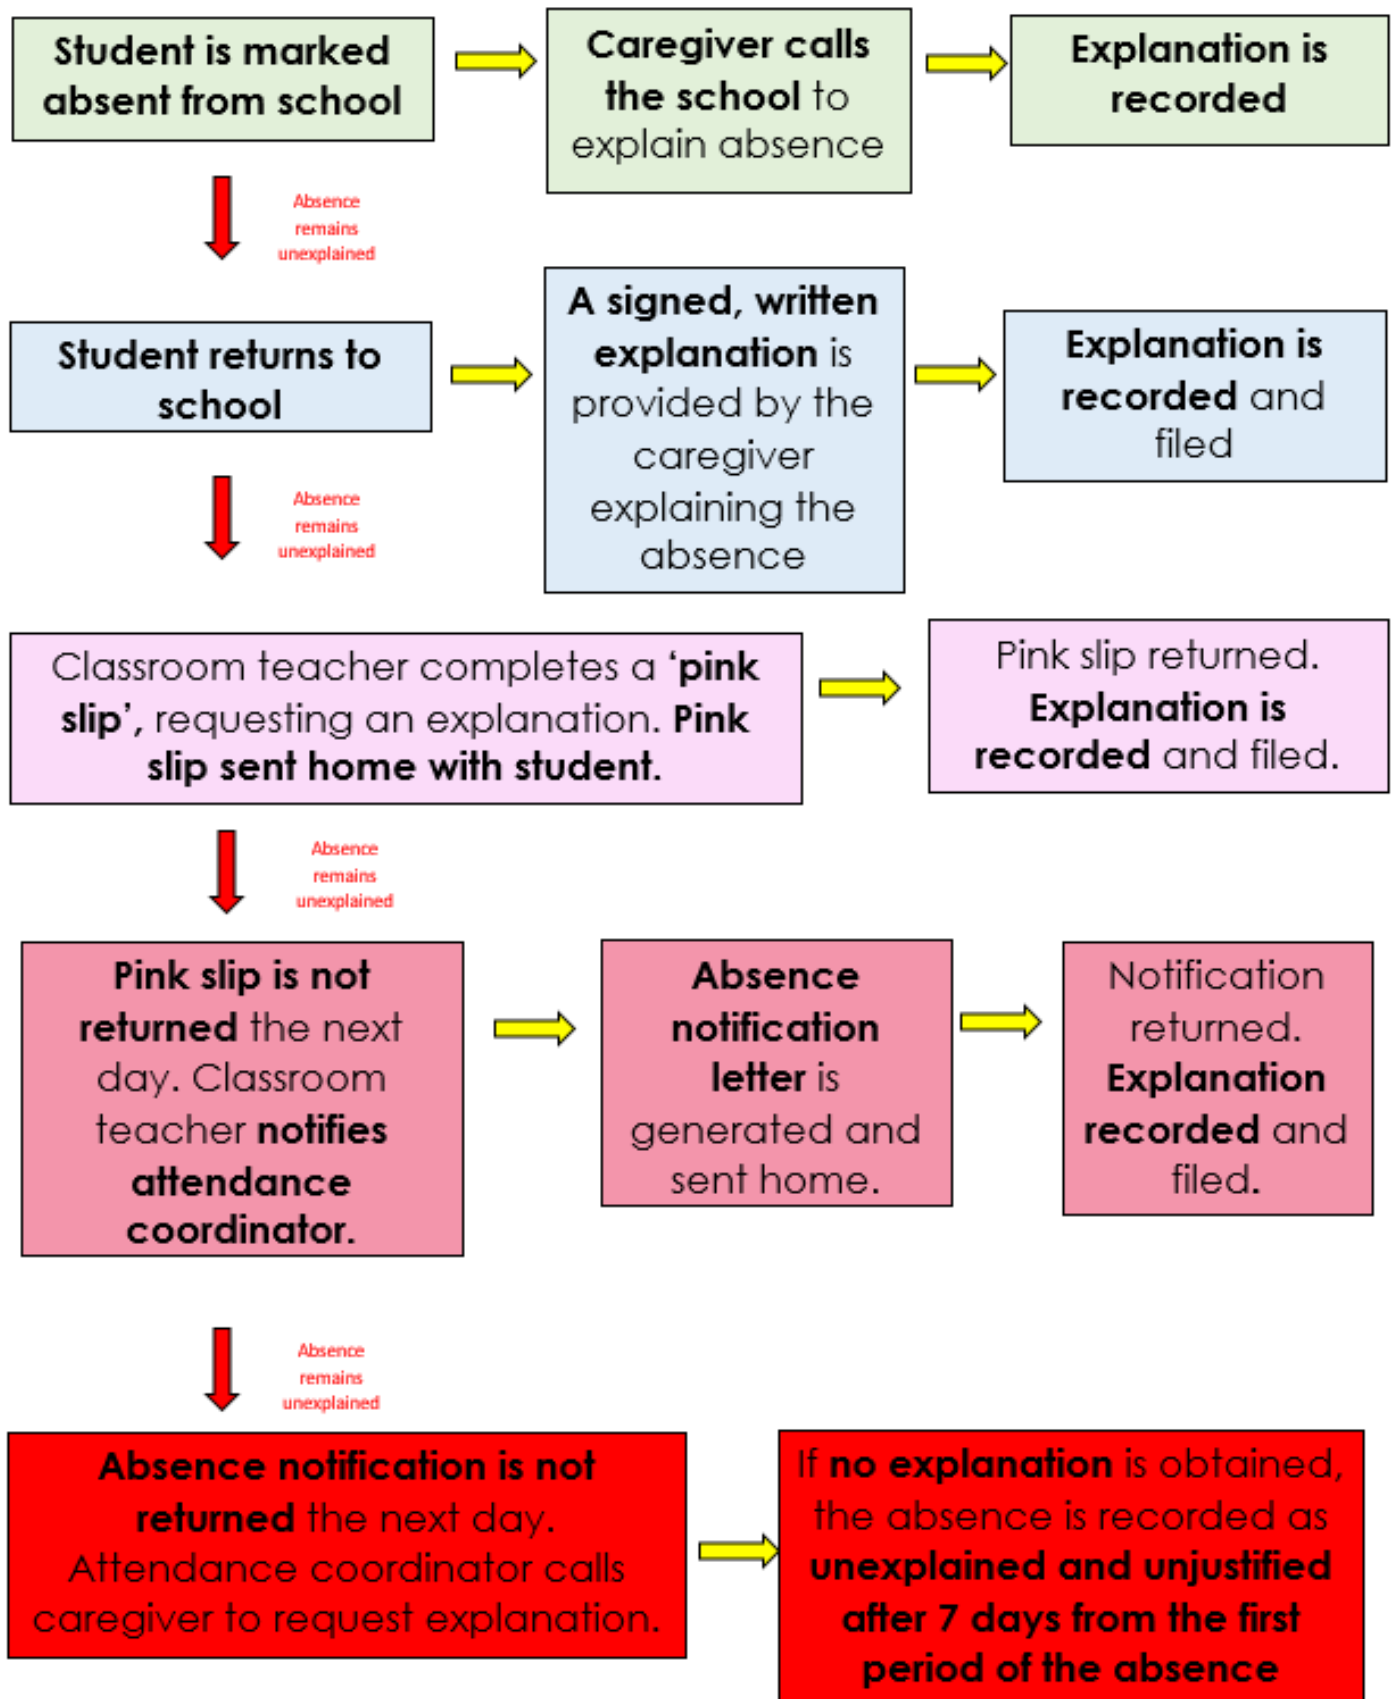 Student is marked
absent from school
Caregiver calls
the school to
explain absence
Explanation is
recorded
Absence
remains
unexplained
Student returns to
school
A signed, written
explanation is
provided by the
caregiver
explaining the
absence
Explanation is
recorded and
filed
Absence
remains
unexplained
Classroom teacher completes a ‘pink
slip’, requesting an explanation. Pink
slip sent home with student.
Pink slip returned.
Explanation is
recorded and filed.
Absence
remains
unexplained
Pink slip is not
returned the next
day. Classroom
teacher notifies
attendance
coordinator.
Absence
notification
letter is
generated and
sent home.
Notification
returned.
Explanation
recorded and
filed.
Absence
remains
unexplained
Absence notification is not
returned the next day.
Attendance coordinator calls
caregiver to request explanation.
If no explanation is obtained,
the absence is recorded as
unexplained and unjustified
after 7 days from the first
period of the absence